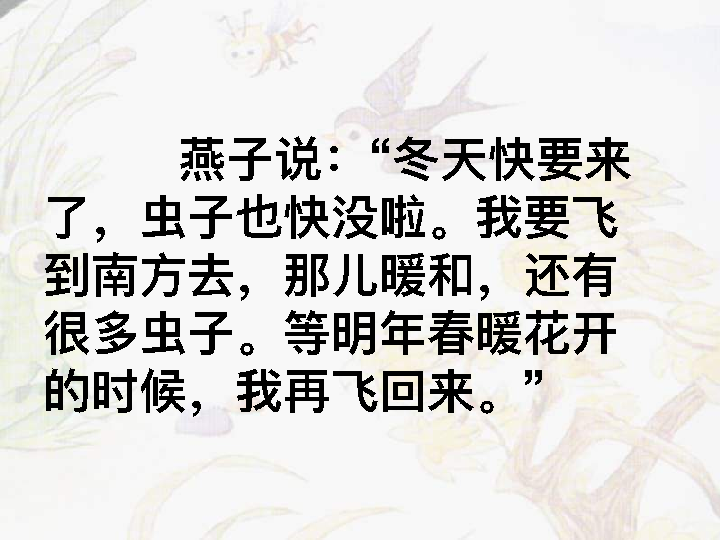 燕子说：“冬天快要来
了，虫子也快没啦。我要飞
到南方去，那儿暖和，还有
很多虫子。等明年春暖花开
的时候，我再飞回来。”